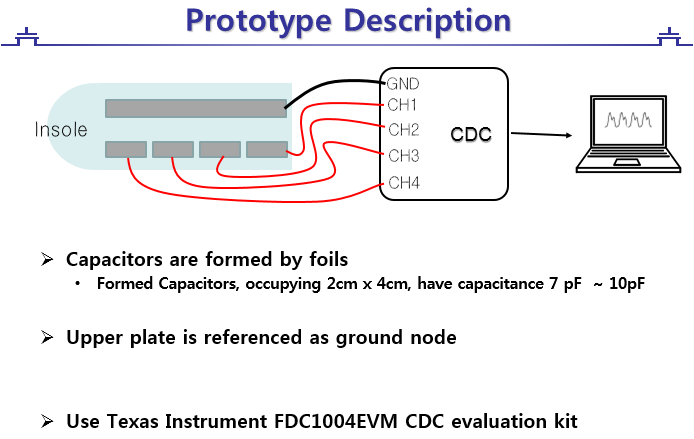 Prototype Description
GND
CH1
Insole
CH2
CDC
CH3
CH4
➢ Capacitors are formed by foils
• Formed Capacitors, occupying 2cm x 4cm, have capacitance 7 pF ~ 10pF
➢ Upper plate is referenced as ground node
➢ Use Texas Instrument FDC1004EVM CDC evaluation kit